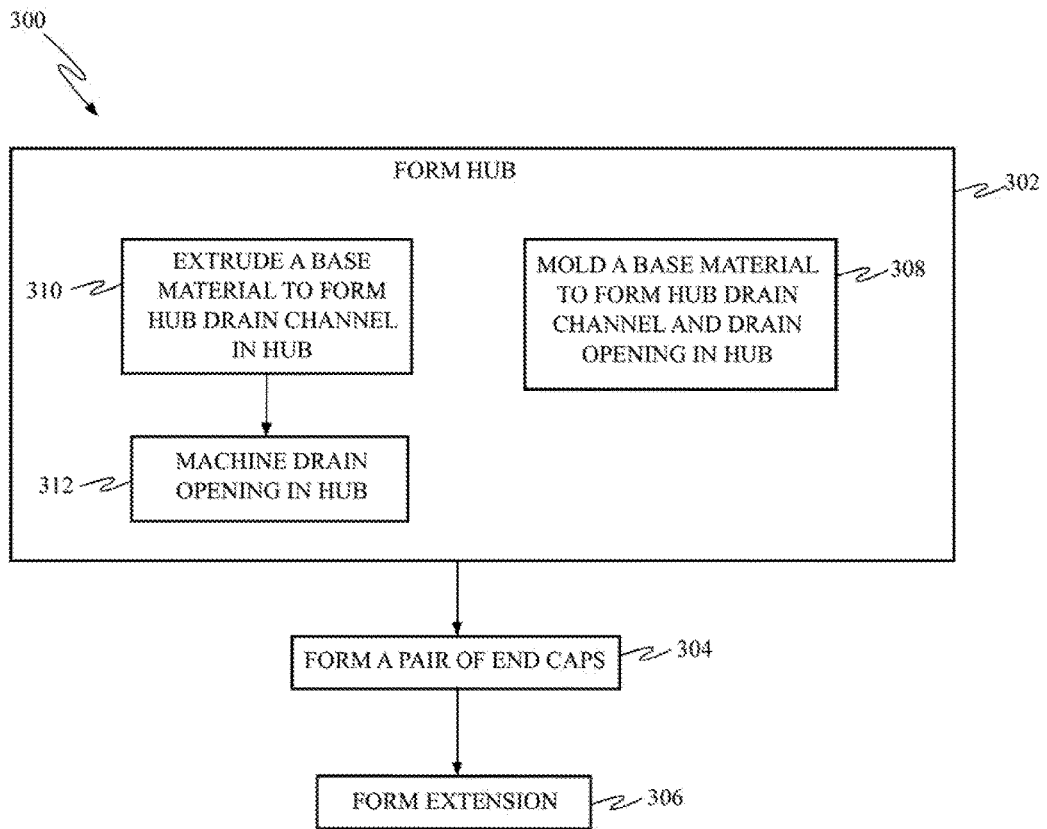 300
FORM HUB
302
310
EXTRUDE A BASE
MATERIAL TO FORM
HUB DRAIN CHANNEL
IN HUB
MOLD A BASE MATERIAL
TO FORM HUB DRAIN
CHANNEL AND DRAIN
OPENING IN HUB
308
312
MACHINE DRAIN
OPENING IN HUB
FORM A PAIR OF END CAPS
304
FORM EXTENSION
306